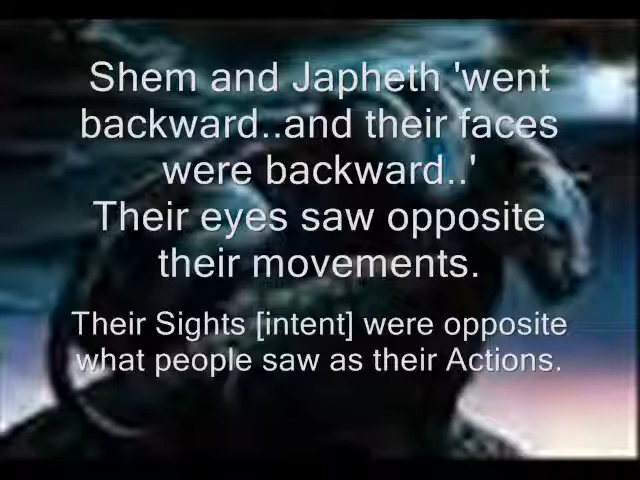 Shem and Japheth 'went
backward..and their faces
were backward..'
Their eyes saw opposite
their movements.
Their Sights [intent] were opposite
what people saw as their Actions.